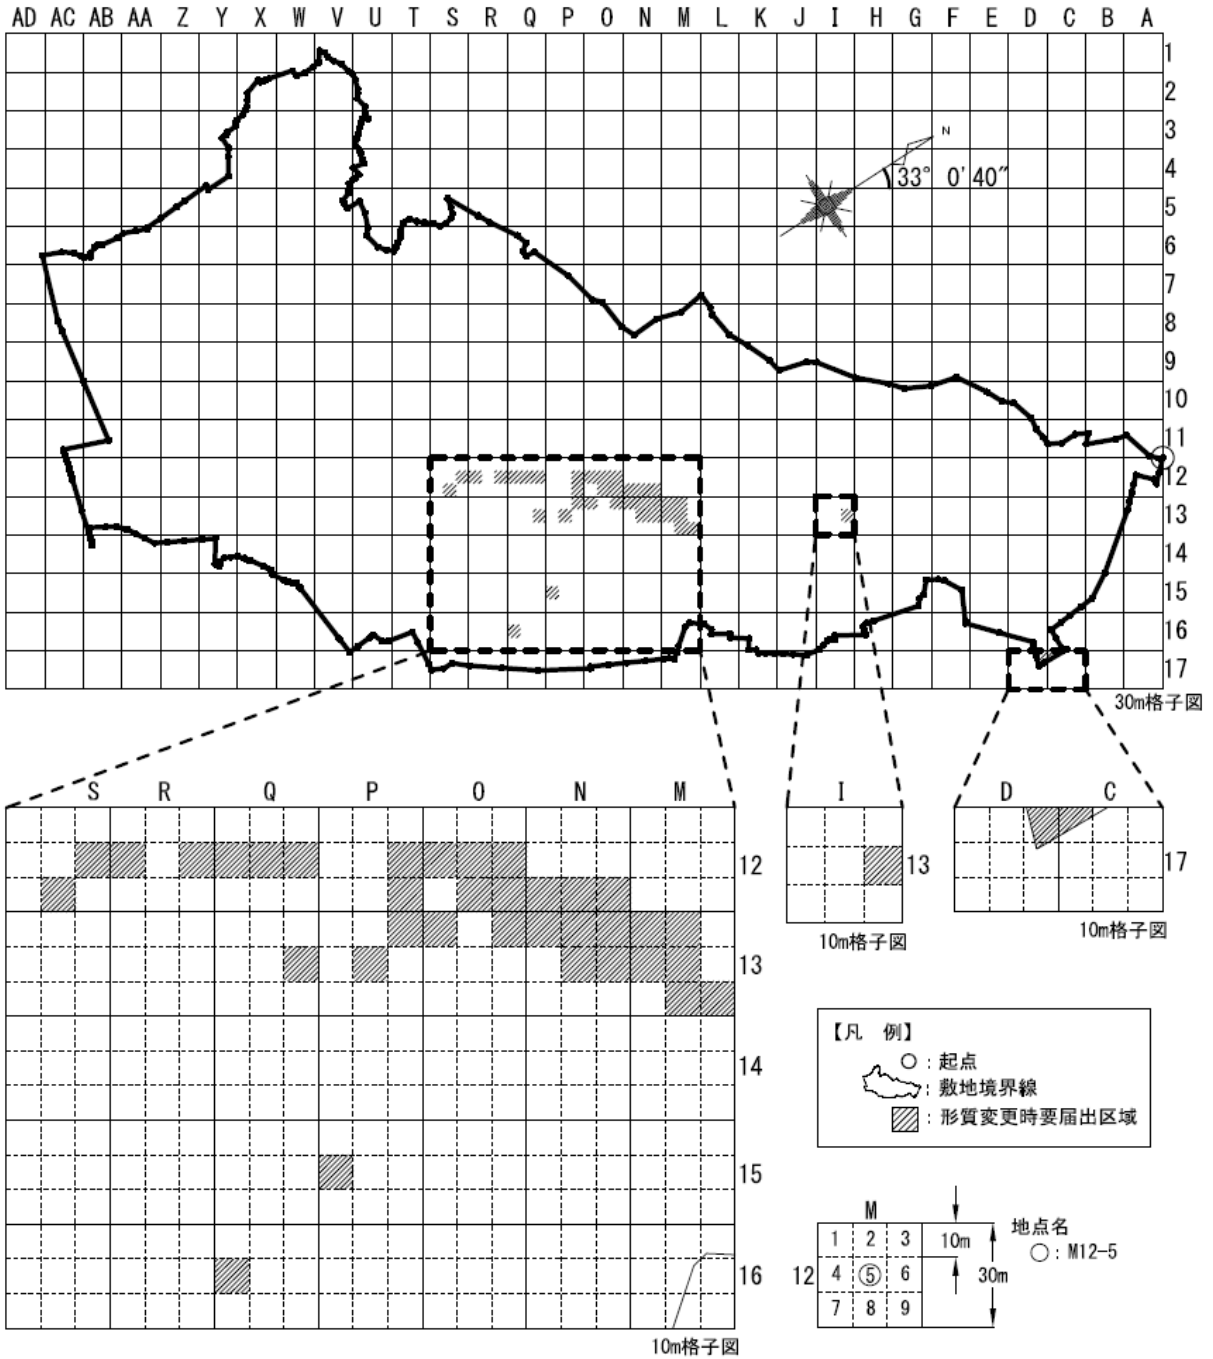 AD AC AB AA Z Y X W V U T S R Q P O N M L K J I H G F E D C B A
1
2
3
N
4
33° 0'40"
5
6
7
8
9
10
11
12
13
14
15
16
17
30m格子図
S R Q P O N M
12
13
14
15
16
10m格子図
I
13
10m格子図
D C
17
10m格子図
【凡 例】
○ : 起点
: 敷地境界線
: 形質変更時要届出区域
M
1 2 3
12 4 ⑤ 6
7 8 9
10m
30m
地点名
○ : M12-5